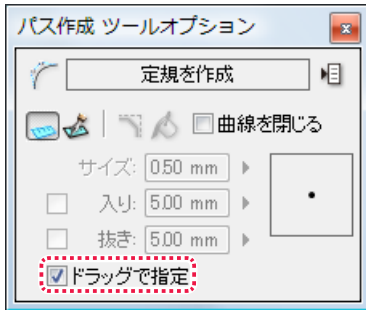 パス作成 ツールオプション
定規を作成
曲線を閉じる
サイズ: 0.50 mm
入り: 5.00 mm
抜き: 5.00 mm
ドラッグで指定